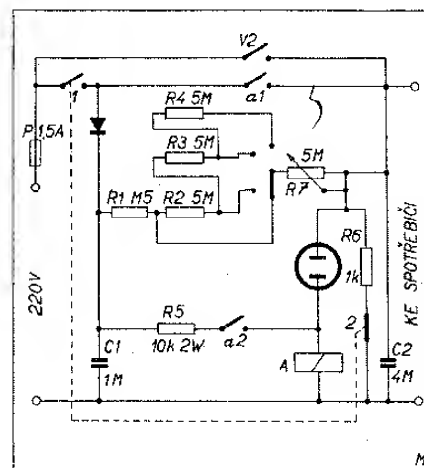 V2
1
a1
R4 5M
P 1,5A
R3 5M
5M
R7
R1 M5
R2 5M
R6
1k
220V
KE SPOTŘEBIČI
R5
10k 2W
a2
2
C1
1M
A
C2
4M
M